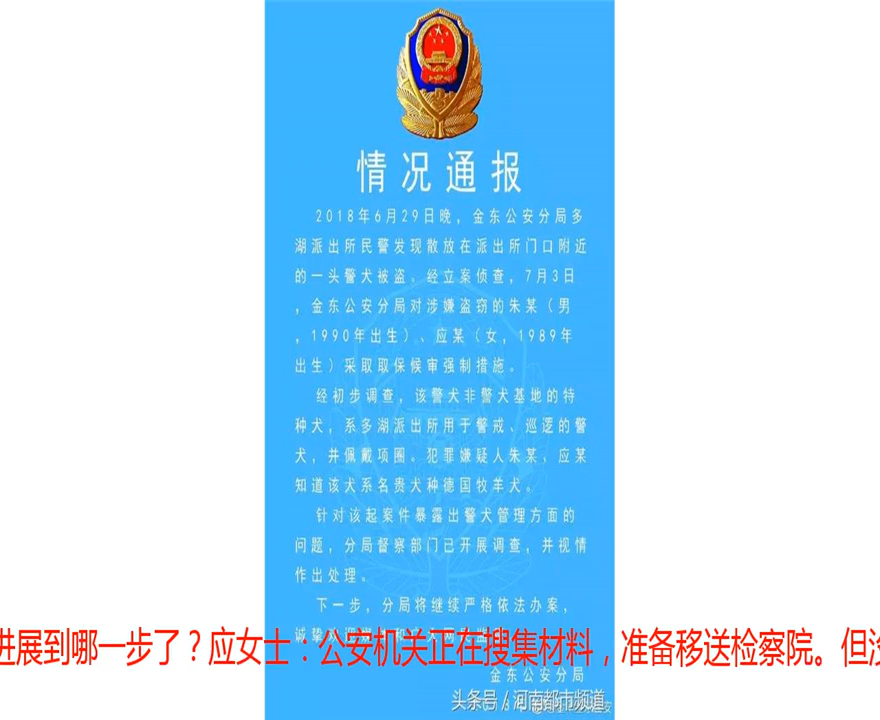 情况通报
2018年6月29日晚，金东公安分局多
湖派出所民警发现散放在派出所门口附近
的一头警犬被盗。经立案侦查，7月3日
，金东公安分局对涉嫌盗窃的朱某（男
，1990年出生）、应某（女，1989年
出生）采取取保候审强制措施。
经初步调查，该警犬非警犬基地的特
种犬，系多湖派出所用于警戒、巡逻的警
犬，并佩戴项圈。犯罪嫌疑人朱某，应某
知道该犬系名贵犬种德国牧羊犬。
针对该起案件暴露出警犬管理方面的
问题，分局督察部门已开展调查，并视情
作出处理。
下一步，分局将继续严格依法办案，
诚挚
进展到哪一步了？应女士：公安机关正在搜集材料，准备移送检察院。但没
金东公安分局
头条号／河南都市频道